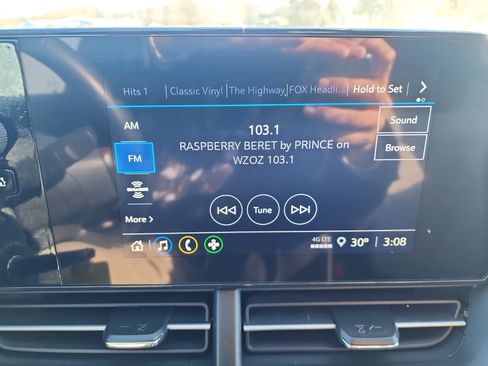 Hits 1 | Classic Vinyl | The Highway | FOX Headli... | Hold to Set
AM
103.1
Sound
RASPBERRY BERET by PRINCE on
FM
WZOZ 103.1
Browse
More >
Tune
4G LTE
30° | 3:08